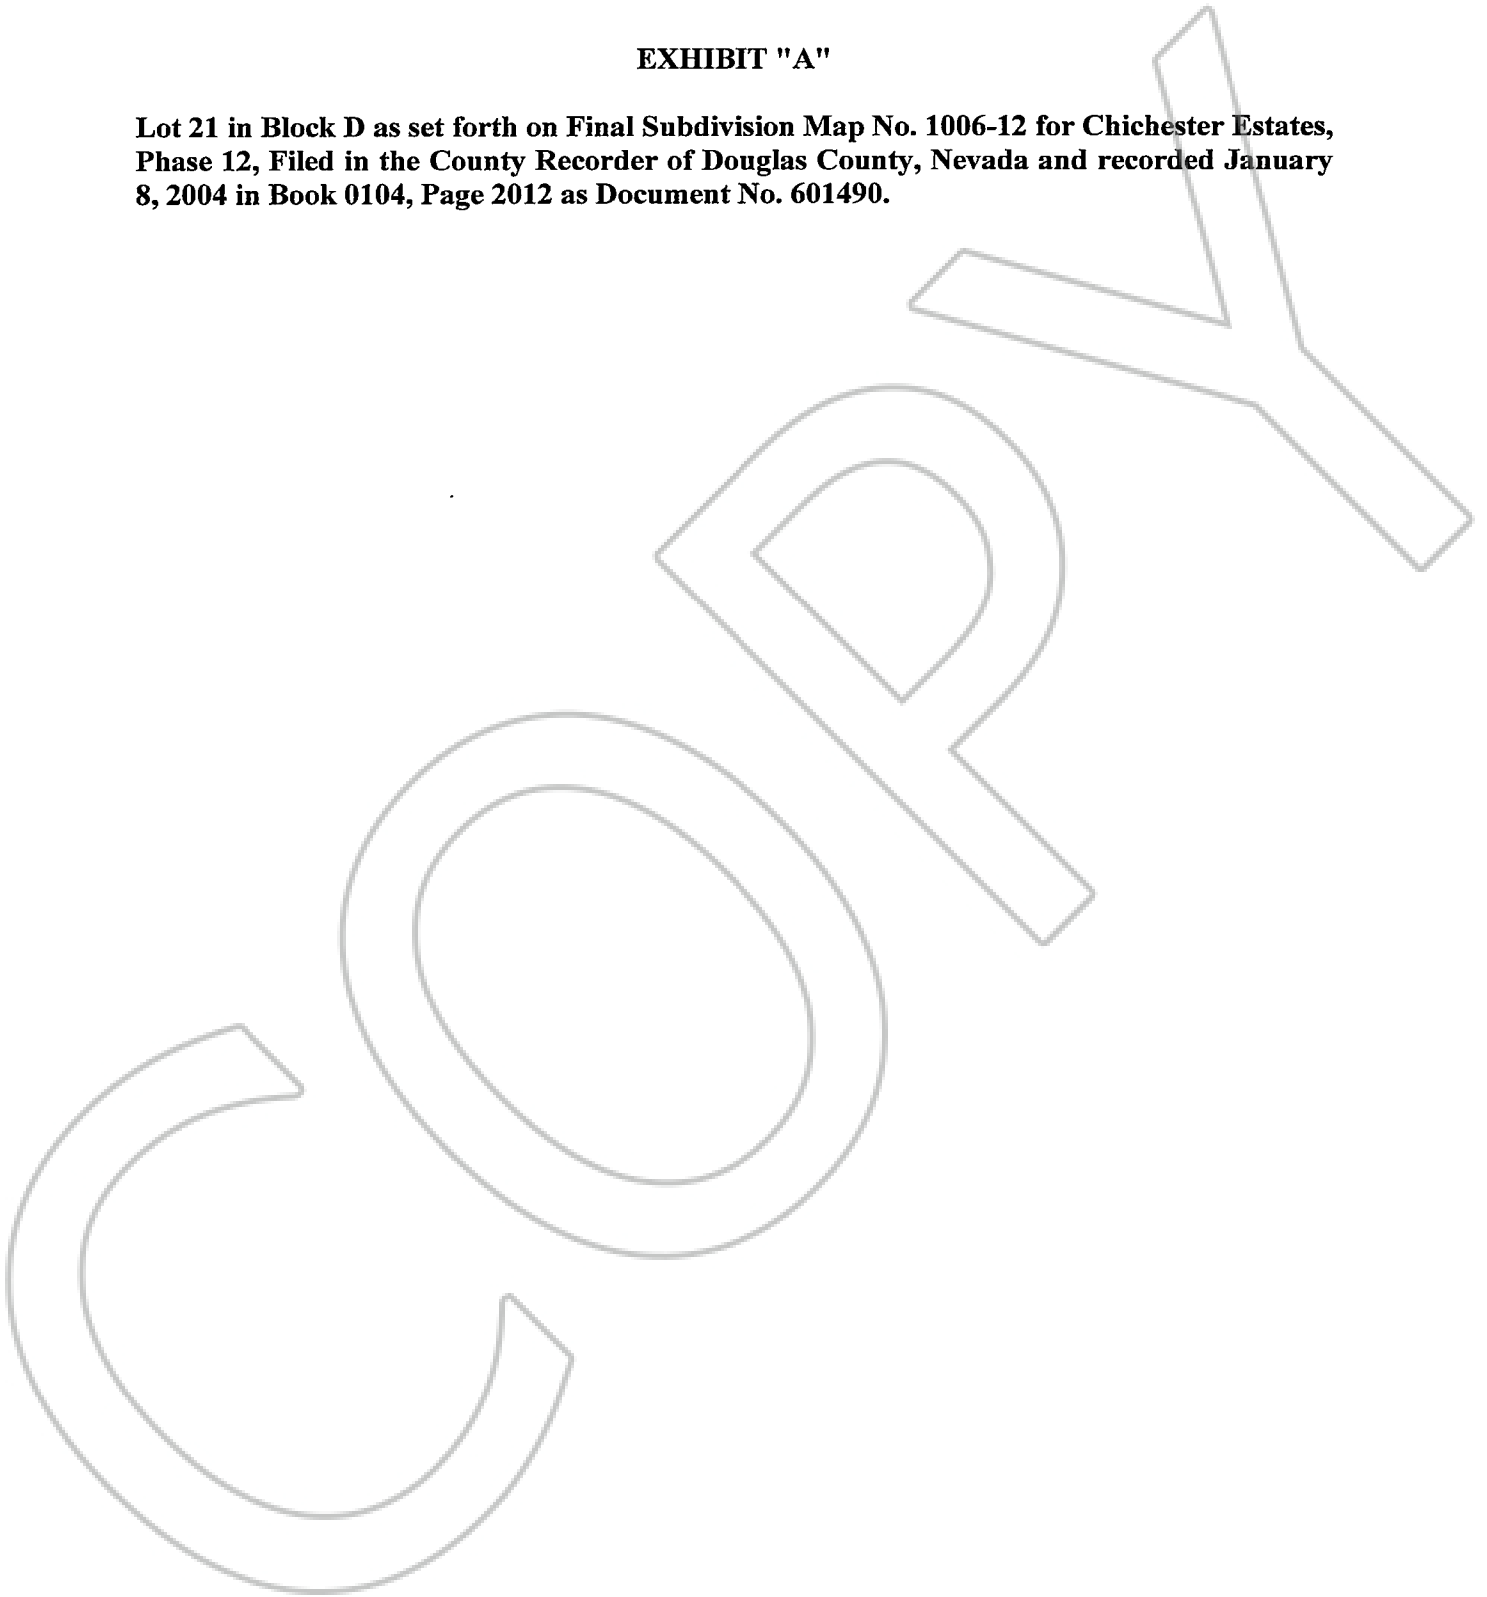 EXHIBIT "A"
Lot 21 in Block D as set forth on Final Subdivision Map No. 1006-12 for Chichester Estates,
Phase 12, Filed in the County Recorder of Douglas County, Nevada and recorded January
8, 2004 in Book 0104, Page 2012 as Document No. 601490.
COPY